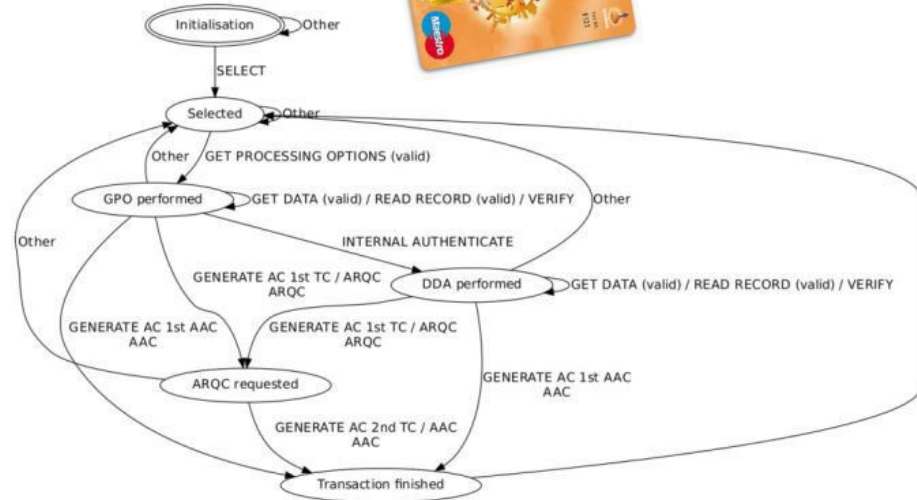 Initialisation
Other
Maestro
SELECT
Selected
Other
Other
GET PROCESSING OPTIONS (valid)
GPO performed
GET DATA (valid) / READ RECORD (valid) / VERIFY
Other
Other
INTERNAL AUTHENTICATE
GENERATE AC 1st TC / ARQC
ARQC
DDA performed
GET DATA (valid) / READ RECORD (valid) / VERIFY
GENERATE AC 1st AAC
AAC
GENERATE AC 1st TC / ARQC
ARQC
ARQC requested
GENERATE AC 1st AAC
AAC
GENERATE AC 2nd TC / AAC
AAC
Transaction finished